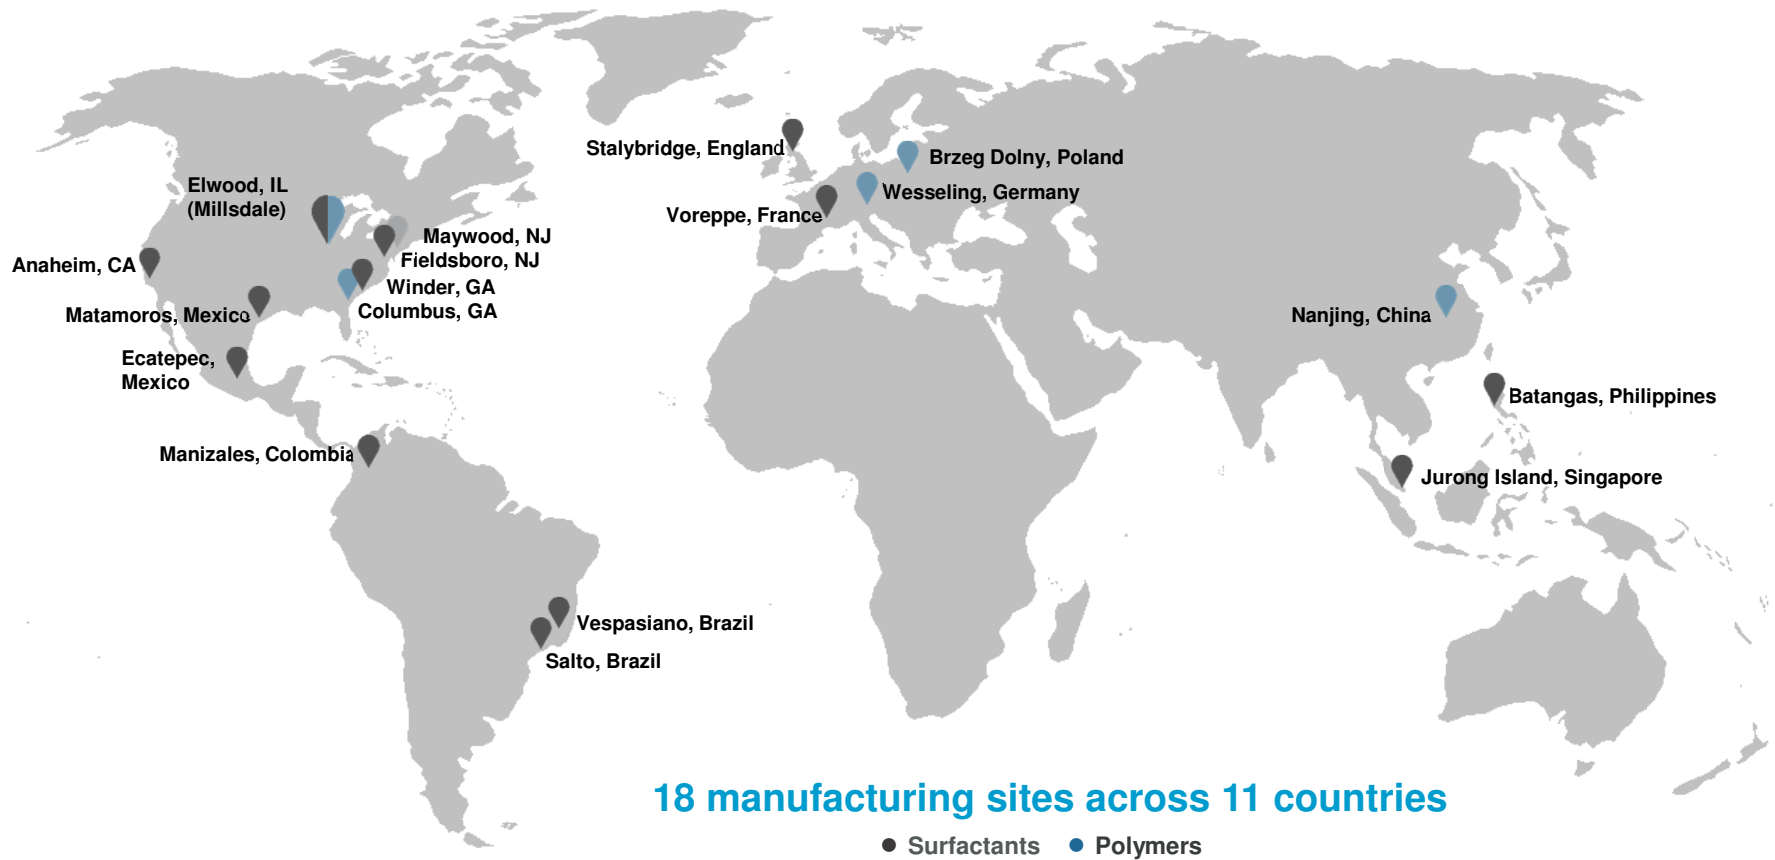 Stalybridge, England
Brzeg Dolny, Poland
Wesseling, Germany
Voreppe, France
Elwood, IL
(Millsdale)
Maywood, NJ
Fieldsboro, NJ
Anaheim, CA
Winder, GA
Columbus, GA
Matamoros, Mexico
Nanjing, China
Ecatepec,
Mexico
Batangas, Philippines
Manizales, Colombia
Jurong Island, Singapore
Vespasiano, Brazil
Salto, Brazil
18 manufacturing sites across 11 countries
Surfactants
Polymers